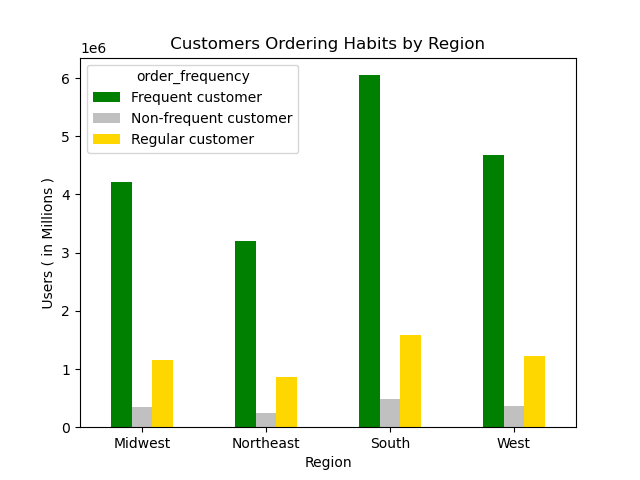 Customers Ordering Habits by Region
1e6
order_frequency
Frequent customer
Non-frequent customer
Regular customer
6
5
4
3
2
1
0
Users ( in Millions )
Midwest Northeast South West
Region